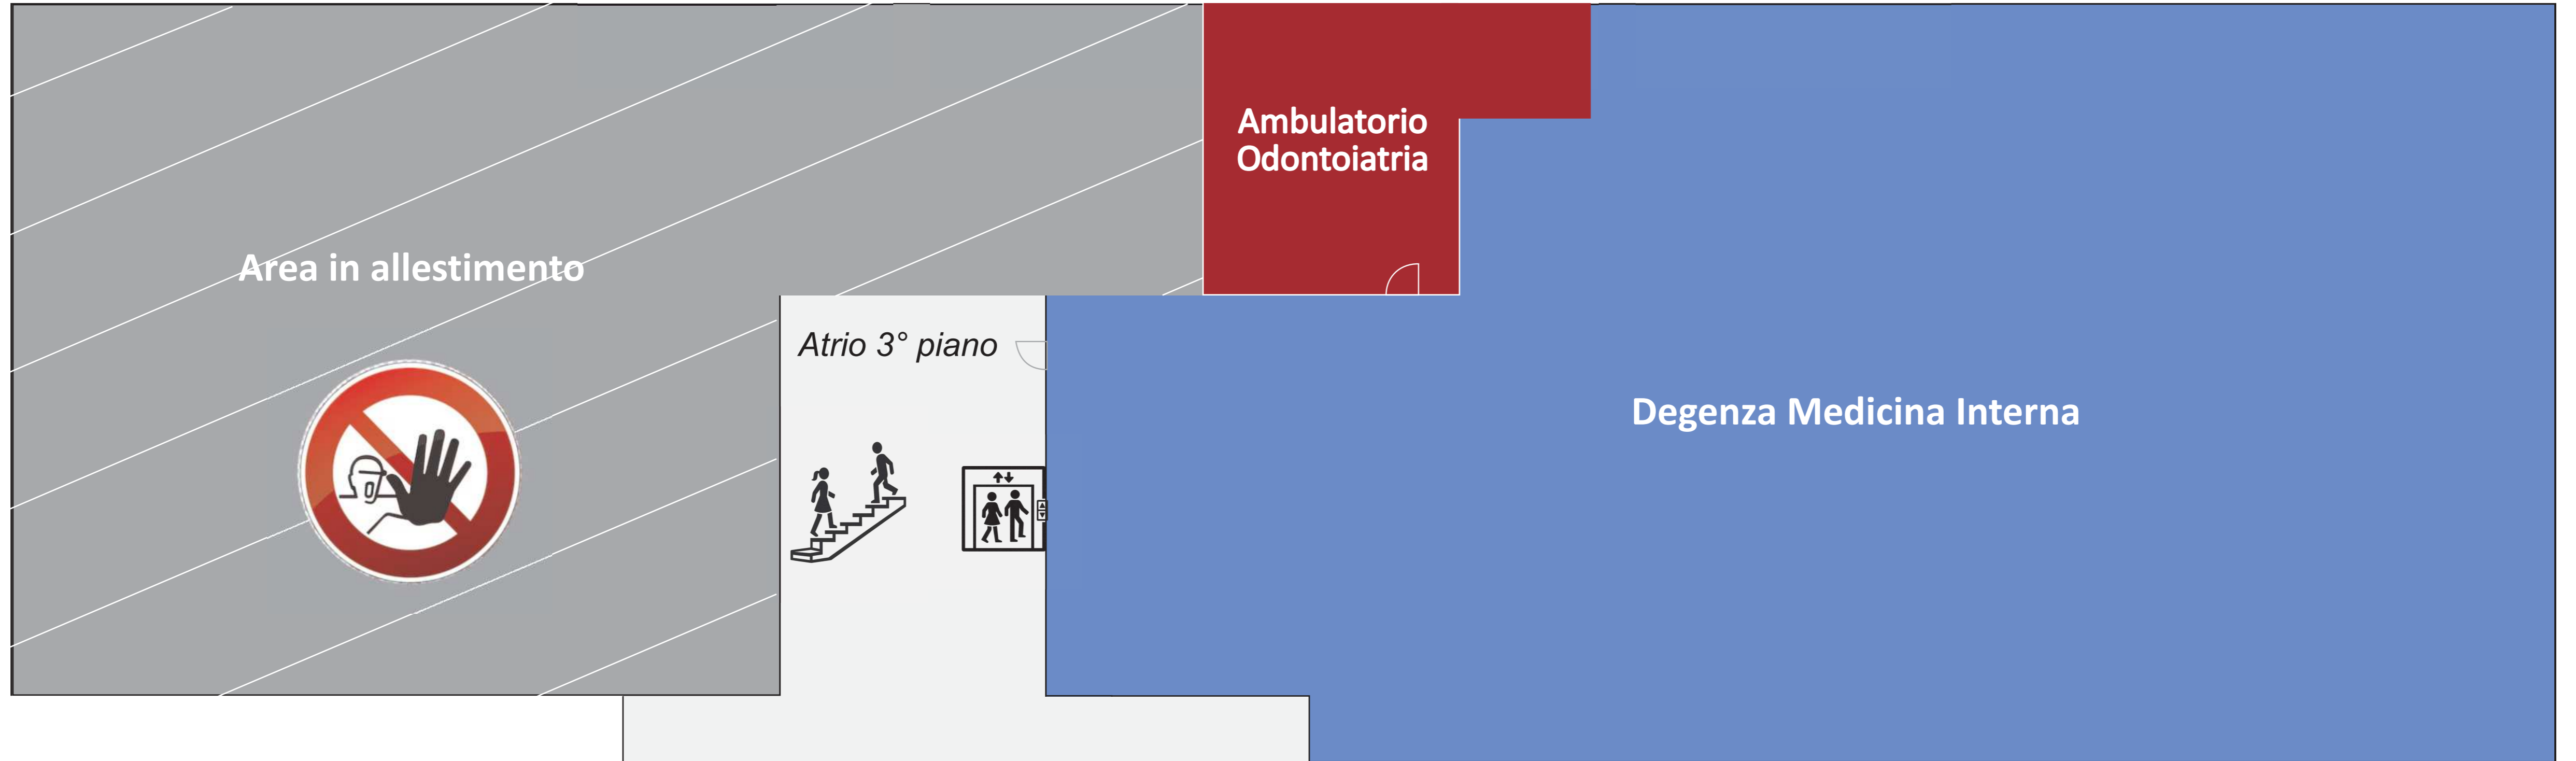 Ambulatorio
Odontoiatria
Area in allestimento
Atrio 3° piano
Degenza Medicina Interna